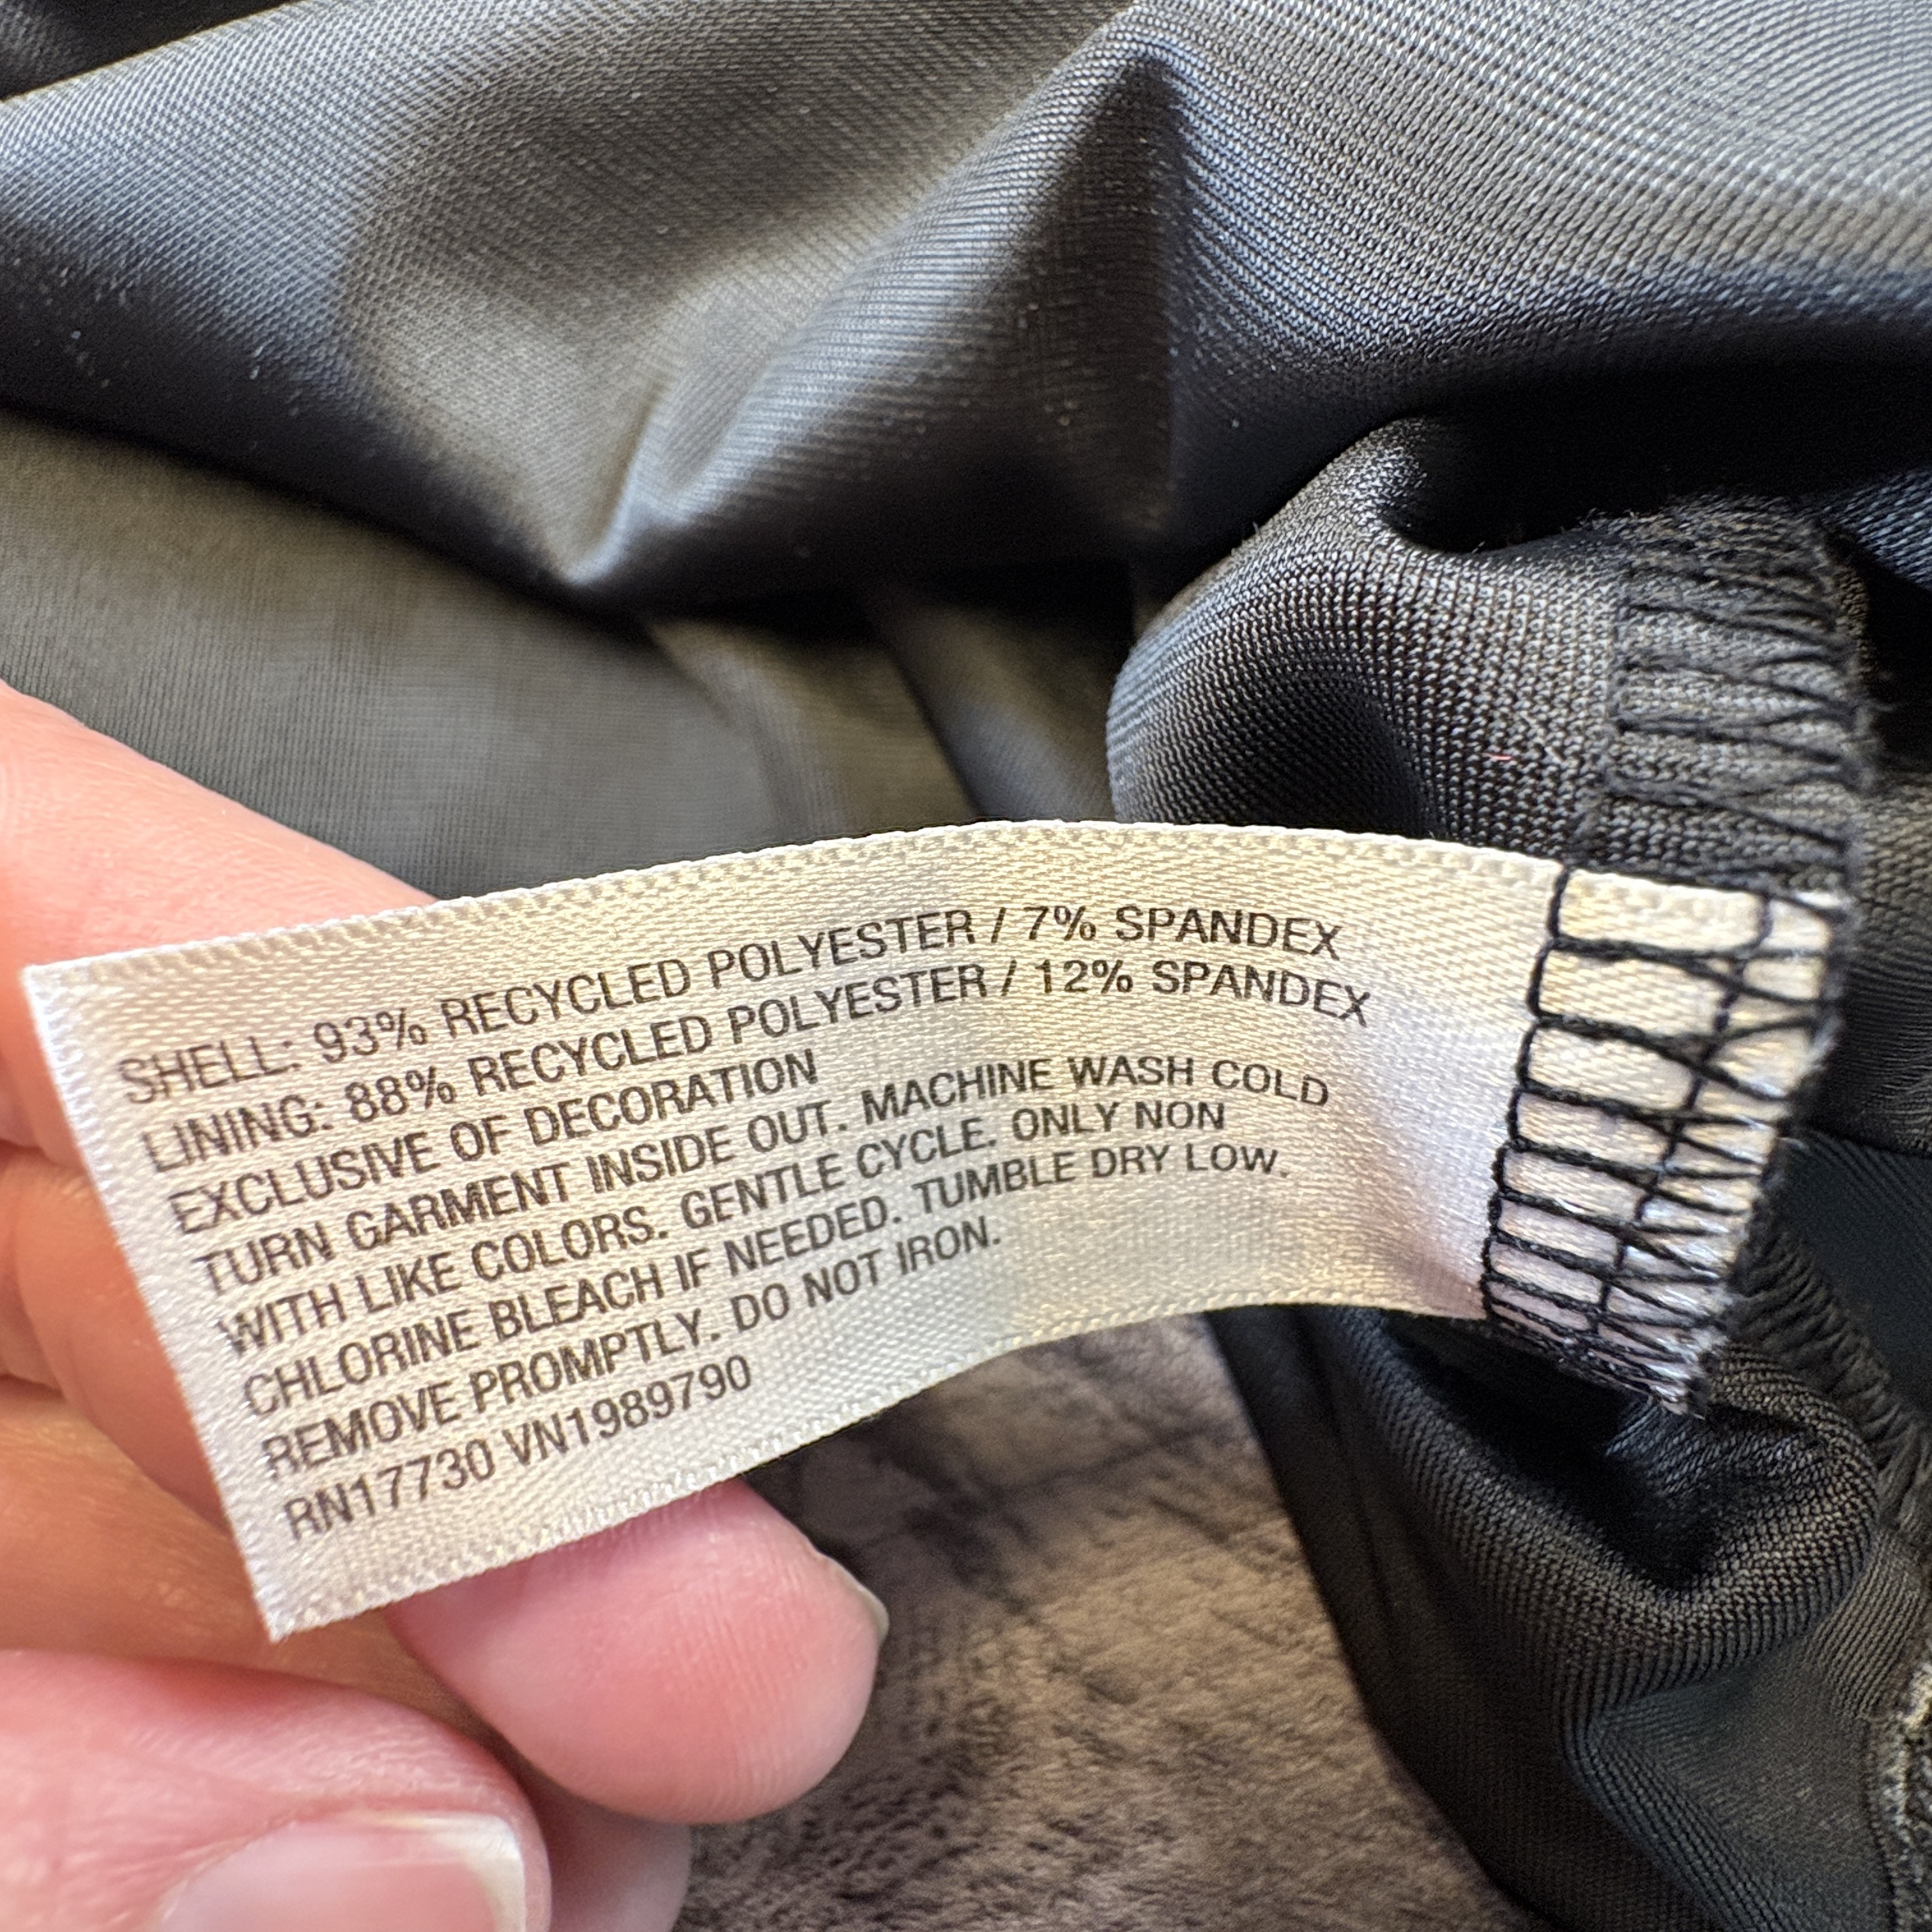 SHELL: 93% RECYCLED POLYESTER / 7% SPANDEX
LINING: 88% RECYCLED POLYESTER / 12% SPANDEX
EXCLUSIVE OF DECORATION
TURN GARMENT INSIDE OUT. MACHINE WASH COLD
WITH LIKE COLORS. GENTLE CYCLE. ONLY NON
CHLORINE BLEACH IF NEEDED. TUMBLE DRY LOW.
REMOVE PROMPTLY. DO NOT IRON.
RN17730 VN1989790